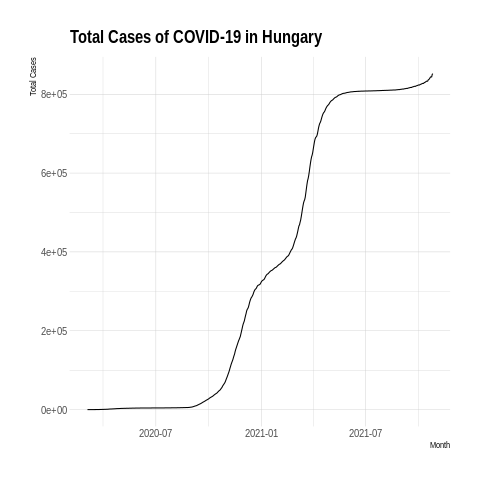 Total Cases of COVID-19 in Hungary
Total Cases
8e+05
6e+05
4e+05
2e+05
0e+00
2020-07
2021-01
2021-07
Month